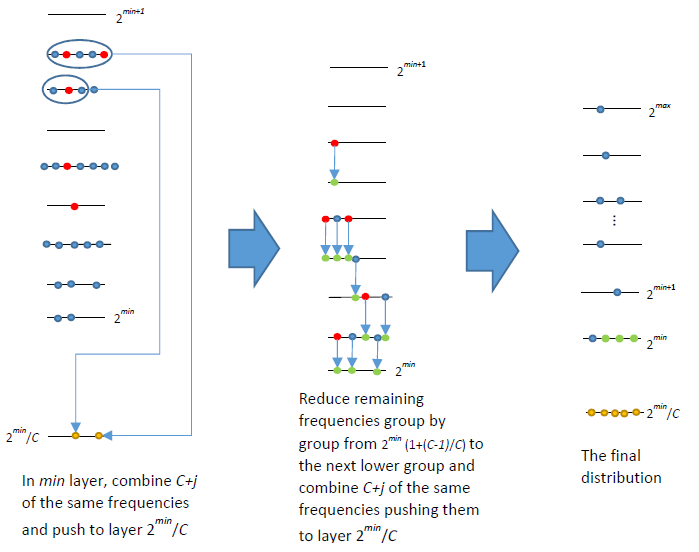 2^min+1
2^min
2^min/C
In min layer, combine C+j
of the same frequencies
and push to layer 2^min/C
2^min+1
2^min
Reduce remaining
frequencies group by
group from 2^min (1+(C-1)/C) to
the next lower group and
combine C+j of the same
frequencies pushing them
to layer 2^min/C
2^max
⋮
2^min+1
2^min
2^min/C
The final
distribution